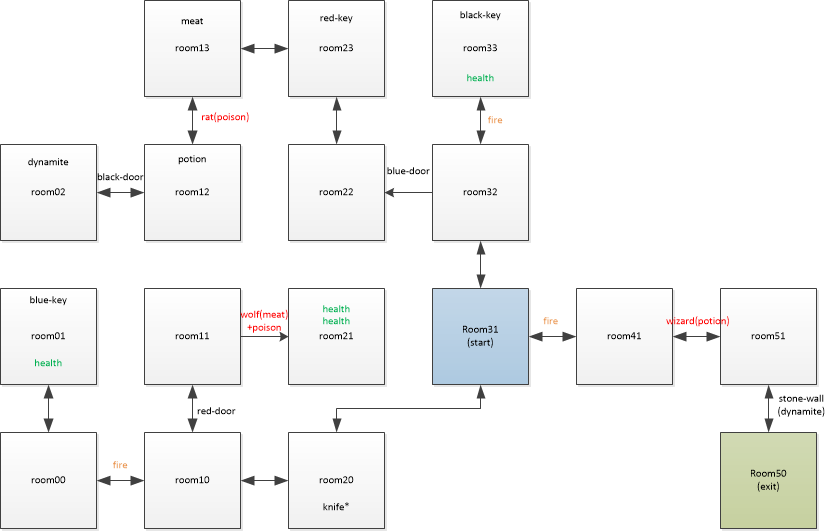 meat
room13
red-key
room23
black-key
room33
health
rat(poison)
fire
dynamite
room02
black-door
potion
room12
room22
blue-door
room32
blue-key
room01
health
room11
wolf(meat)
+poison
health
health
room21
Room31
(start)
fire
room41
wizard(potion)
room51
red-door
stone-wall
(dynamite)
room00
fire
room10
room20
knife*
Room50
(exit)